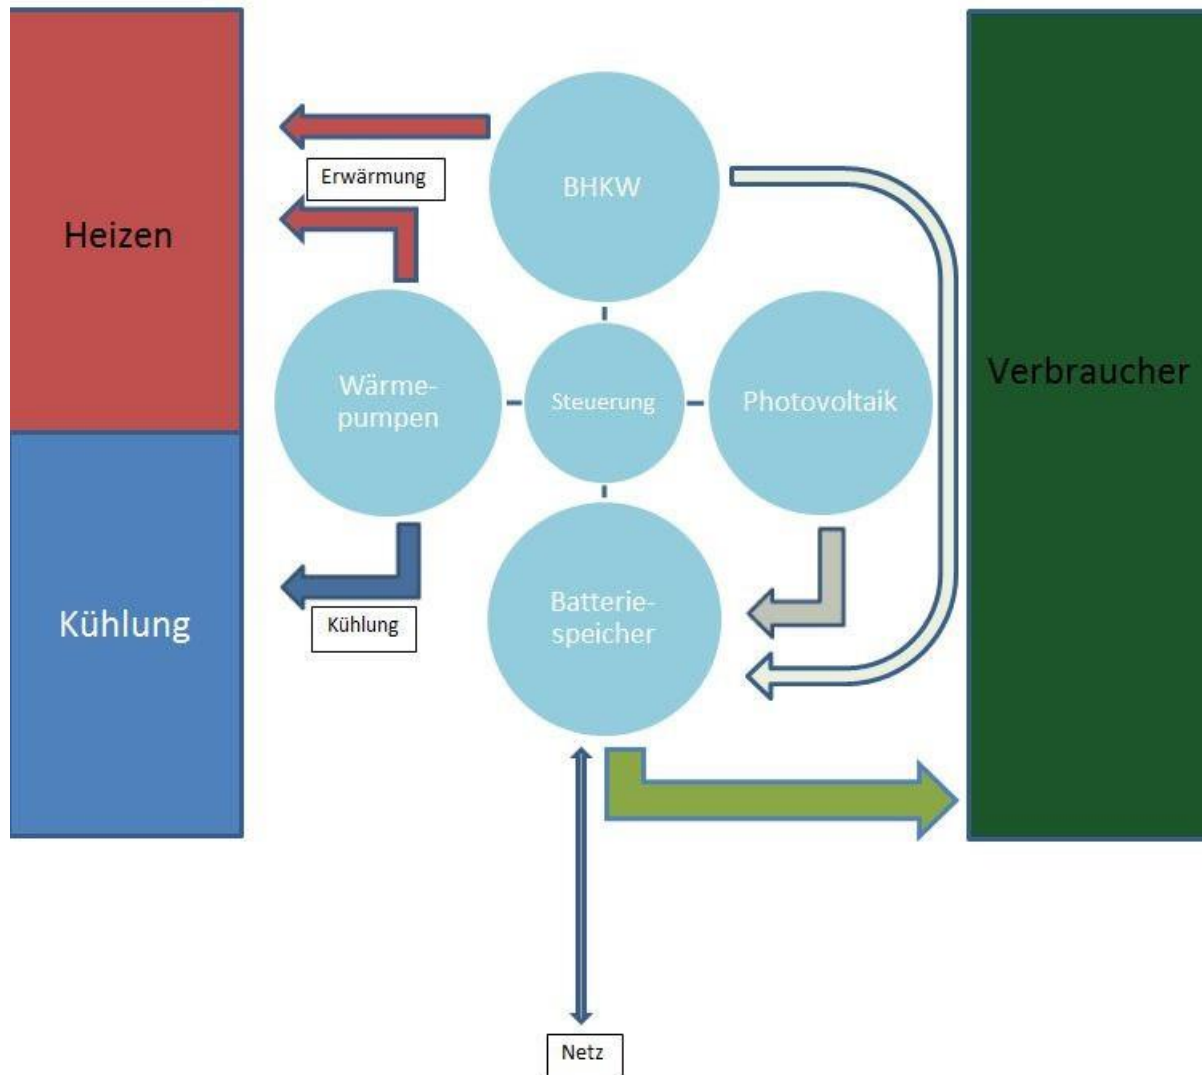 BHKW
Erwärmung
Heizen
Wärme-
pumpen
Steuerung
Photovoltaik
Verbraucher
Kühlung
Kühlung
Batterie-
speicher
Netz